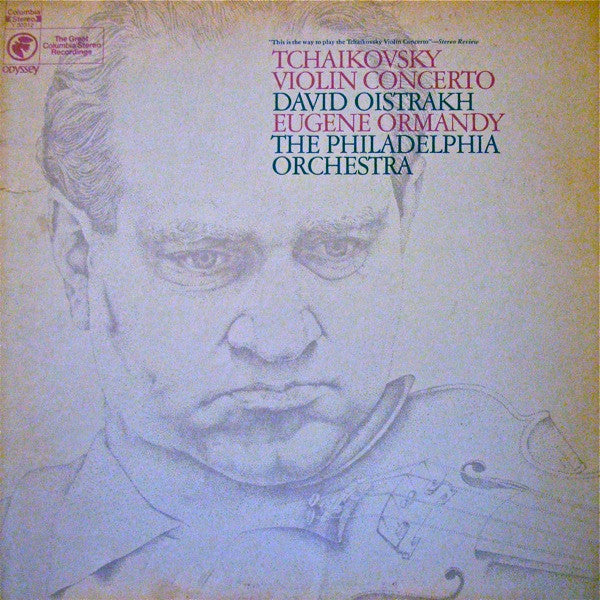 Columbia
Stereo
Y 30312
The Great
Columbia Stereo
Recordings
ODYSSEY
"This is the way to play the Tchaikovsky Violin Concerto"—Stereo Review
TCHAIKOVSKY
VIOLIN CONCERTO
DAVID OISTRAKH
EUGENE ORMANDY
THE PHILADELPHIA
ORCHESTRA